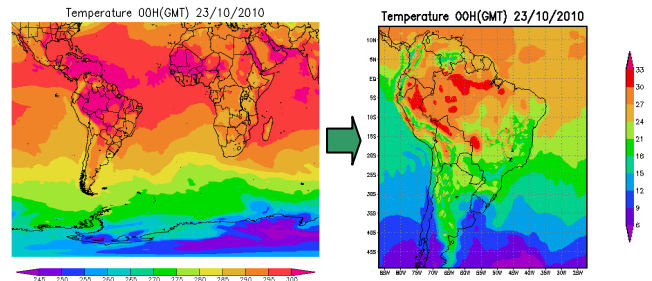 Temperature 00H(GMT) 23/10/2010
245 250 255 260 265 270 275 280 285 290 295 300
Temperature 00H(GMT) 23/10/2010
10N
5N
EQ
5S
10S
15S
20S
25S
30S
35S
40S
45S
85W 80W 75W 70W 65W 60W 55W 50W 45W 40W 35W 30W 25W
33
30
27
24
21
18
15
12
9
6